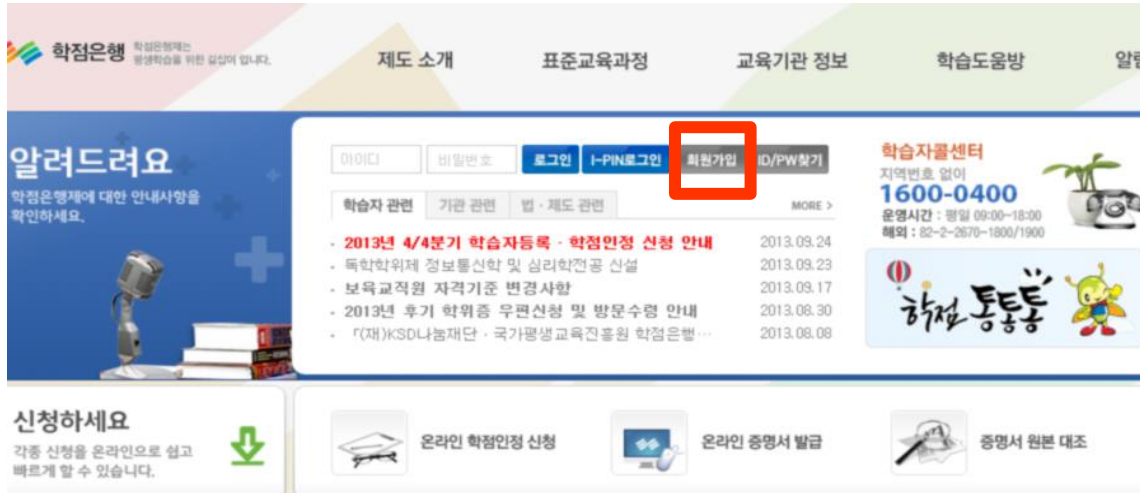 학점은행 학점은행제는
평생학습을 위한 길잡이 입니다.
제도 소개 표준교육과정 교육기관 정보 학습도움방
알려드려요
학점은행제에 대한 안내사항을
확인하세요.
아이디 비밀번호 로그인 I-PIN로그인 회원가입 ID/PW찾기
학습자 관련 기관 관련 법 · 제도 관련 MORE >
· 2013년 4/4분기 학습자등록 · 학점인정 신청 안내 2013.09.24
· 독학학위제 정보통신학 및 심리학전공 신설 2013.09.23
· 보육교직원 자격기준 변경사항 2013.09.17
· 2013년 후기 학위증 우편신청 및 방문수령 안내 2013.08.30
· 「(재)KSD나눔재단 · 국가평생교육진흥원 학점은행… 2013.08.08
학습자콜센터
지역번호 없이
1600-0400
운영시간 : 평일 09:00~18:00
해외 : 82-2-2670-1800/1900
학점 통통통
신청하세요
각종 신청을 온라인으로 쉽고
빠르게 할 수 있습니다.
온라인 학점인정 신청 온라인 증명서 발급 증명서 원본 대조